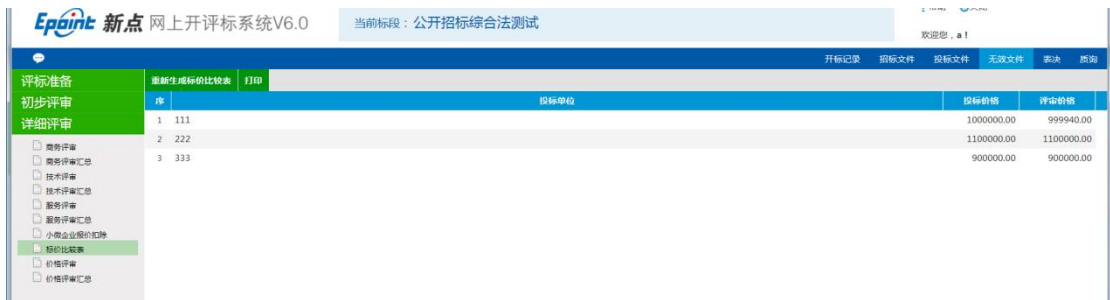 Epoint 新点 网上开评标系统V6.0
当前标段：公开招标综合法测试
欢迎您，a！
开标记录 招标文件 投标文件 无效文件 表决 质询
评标准备
初步评审
详细评审
商务评审
商务评审汇总
技术评审
技术评审汇总
服务评审
服务评审汇总
小微企业报价扣除
标价比较表
价格评审
价格评审汇总
重新生成标价比较表 打印
序 投标单位 投标价格 评审价格
1 111 1000000.00 999940.00
2 222 1100000.00 1100000.00
3 333 900000.00 900000.00